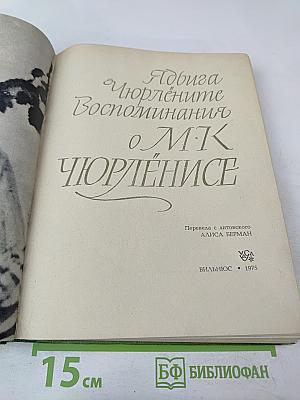 Ядвига
Чюрлёните
Воспоминания
о М·К
ЧЮРЛЁНИСЕ
Перевела с литовского
АЛИСА БЕРМАН
ВИЛЬНЮС • 1975
15 см
БФ БИБЛИОФАН